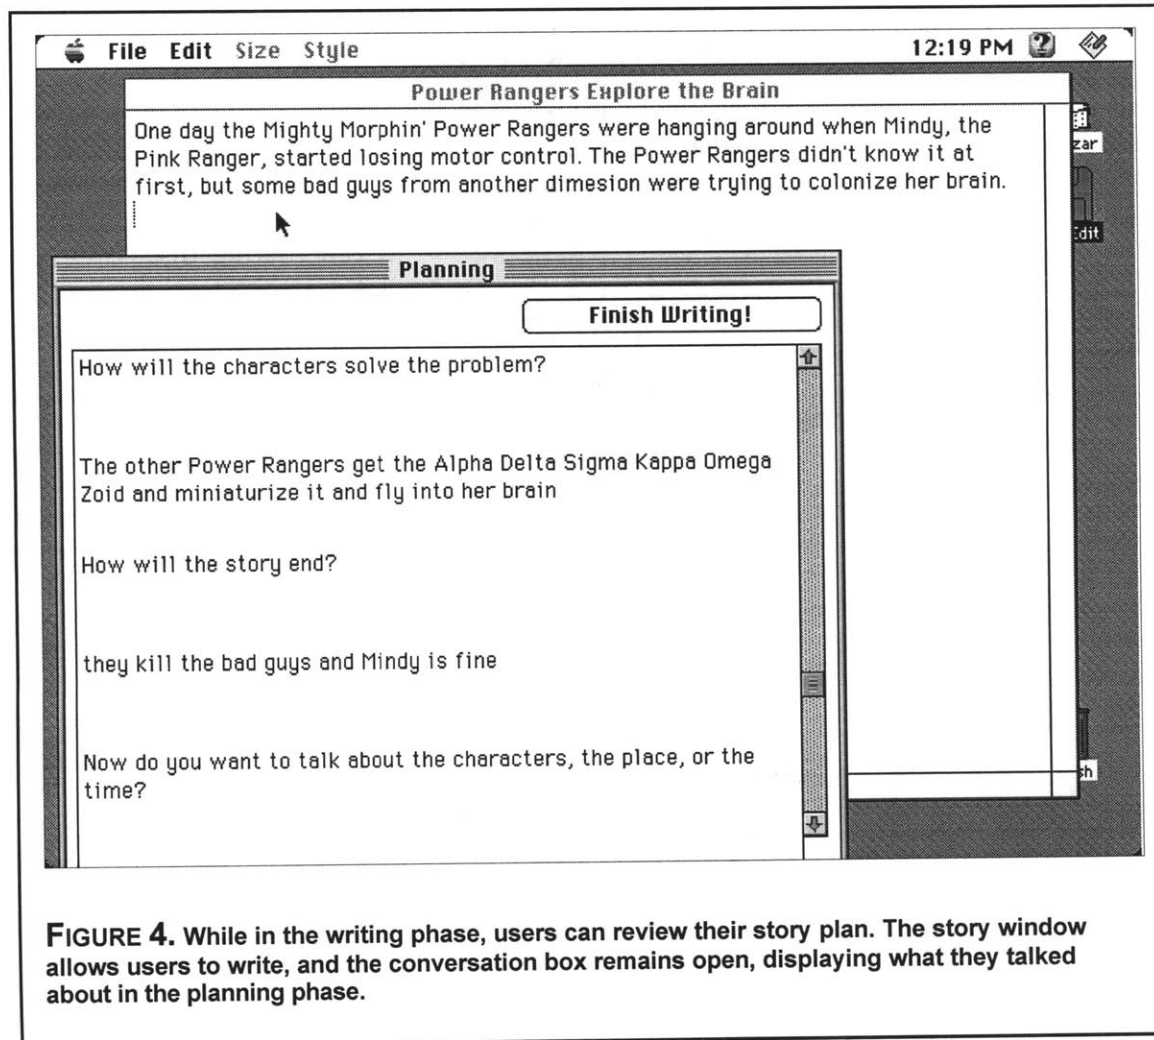 File Edit Size Style 12:19 PM
Power Rangers Explore the Brain
One day the Mighty Morphin' Power Rangers were hanging around when Mindy, the
Pink Ranger, started losing motor control. The Power Rangers didn't know it at
first, but some bad guys from another dimesion were trying to colonize her brain.
zar
Edit
Planning
Finish Writing!
How will the characters solve the problem?
The other Power Rangers get the Alpha Delta Sigma Kappa Omega
Zoid and miniaturize it and fly into her brain
How will the story end?
they kill the bad guys and Mindy is fine
Now do you want to talk about the characters, the place, or the
time?
sh
FIGURE 4. While in the writing phase, users can review their story plan. The story window
allows users to write, and the conversation box remains open, displaying what they talked
about in the planning phase.